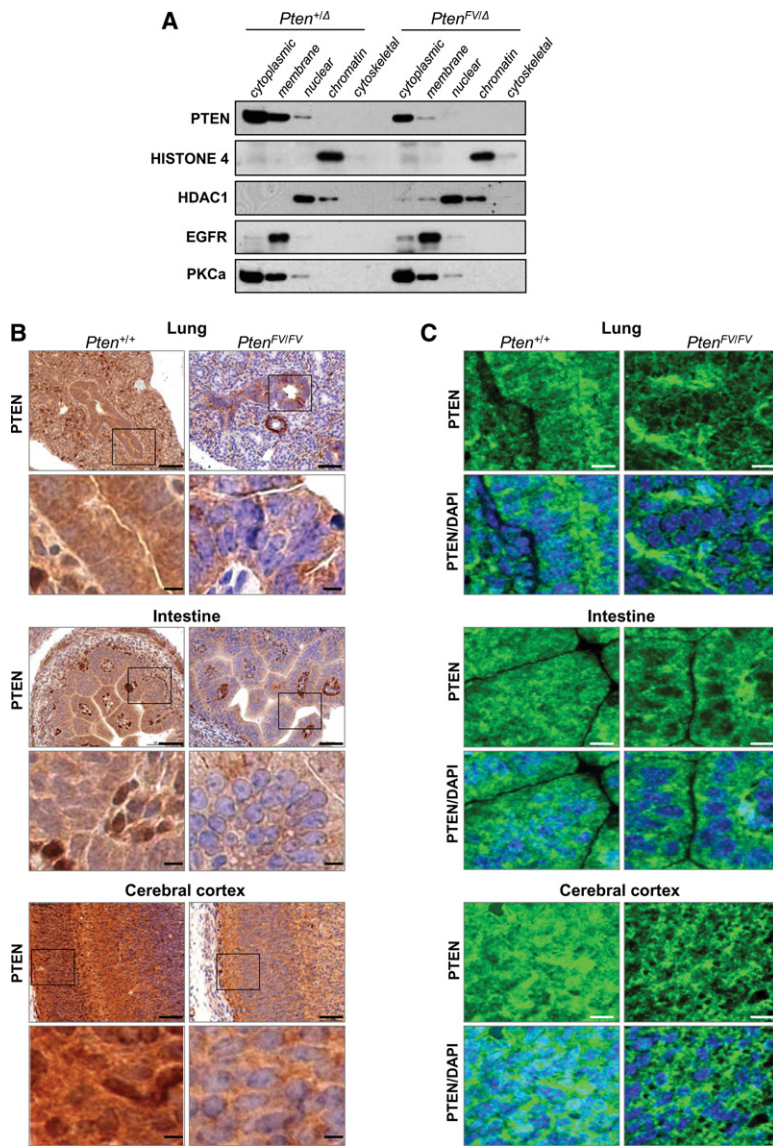 A
Pten+/Δ PtenFV/Δ
cytoplasmic membrane nuclear chromatin cytoskeletal cytoplasmic membrane nuclear chromatin cytoskeletal
PTEN
HISTONE 4
HDAC1
EGFR
PKCa
B
Lung
Pten+/+ PtenFV/FV
PTEN
Intestine
PTEN
Cerebral cortex
PTEN
C
Lung
Pten+/+ PtenFV/FV
PTEN
PTEN/DAPI
Intestine
PTEN
PTEN/DAPI
Cerebral cortex
PTEN
PTEN/DAPI